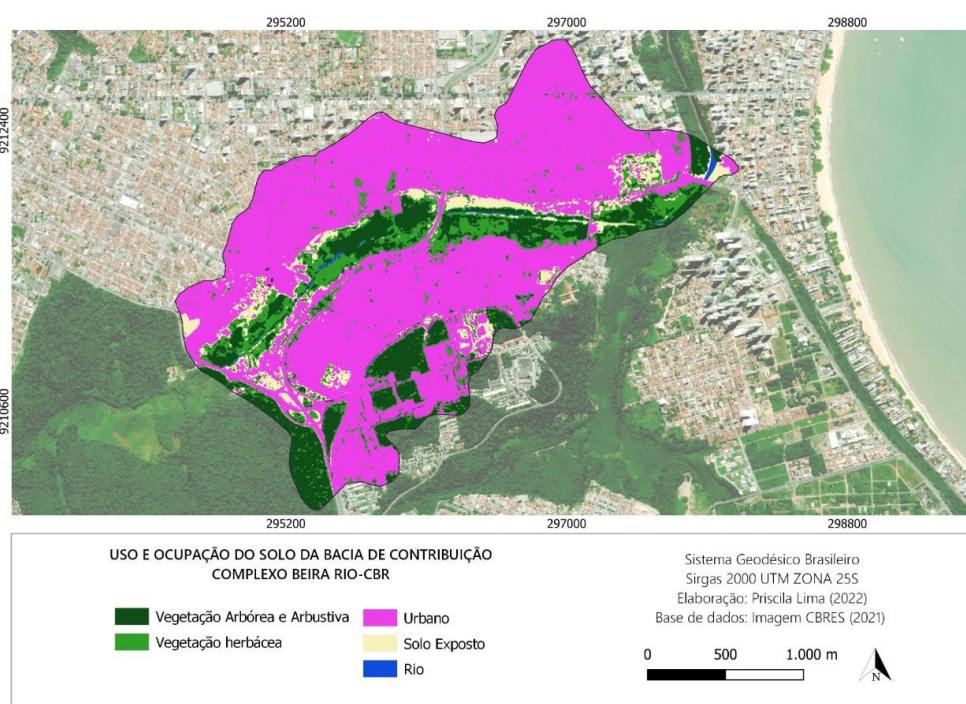 295200 297000 298800
9212400
9210600
295200 297000 298800
USO E OCUPAÇÃO DO SOLO DA BACIA DE CONTRIBUIÇÃO
COMPLEXO BEIRA RIO-CBR
Vegetação Arbórea e Arbustiva
Vegetação herbácea
Urbano
Solo Exposto
Rio
Sistema Geodésico Brasileiro
Sirgas 2000 UTM ZONA 25S
Elaboração: Priscila Lima (2022)
Base de dados: Imagem CBRES (2021)
0 500 1.000 m
N